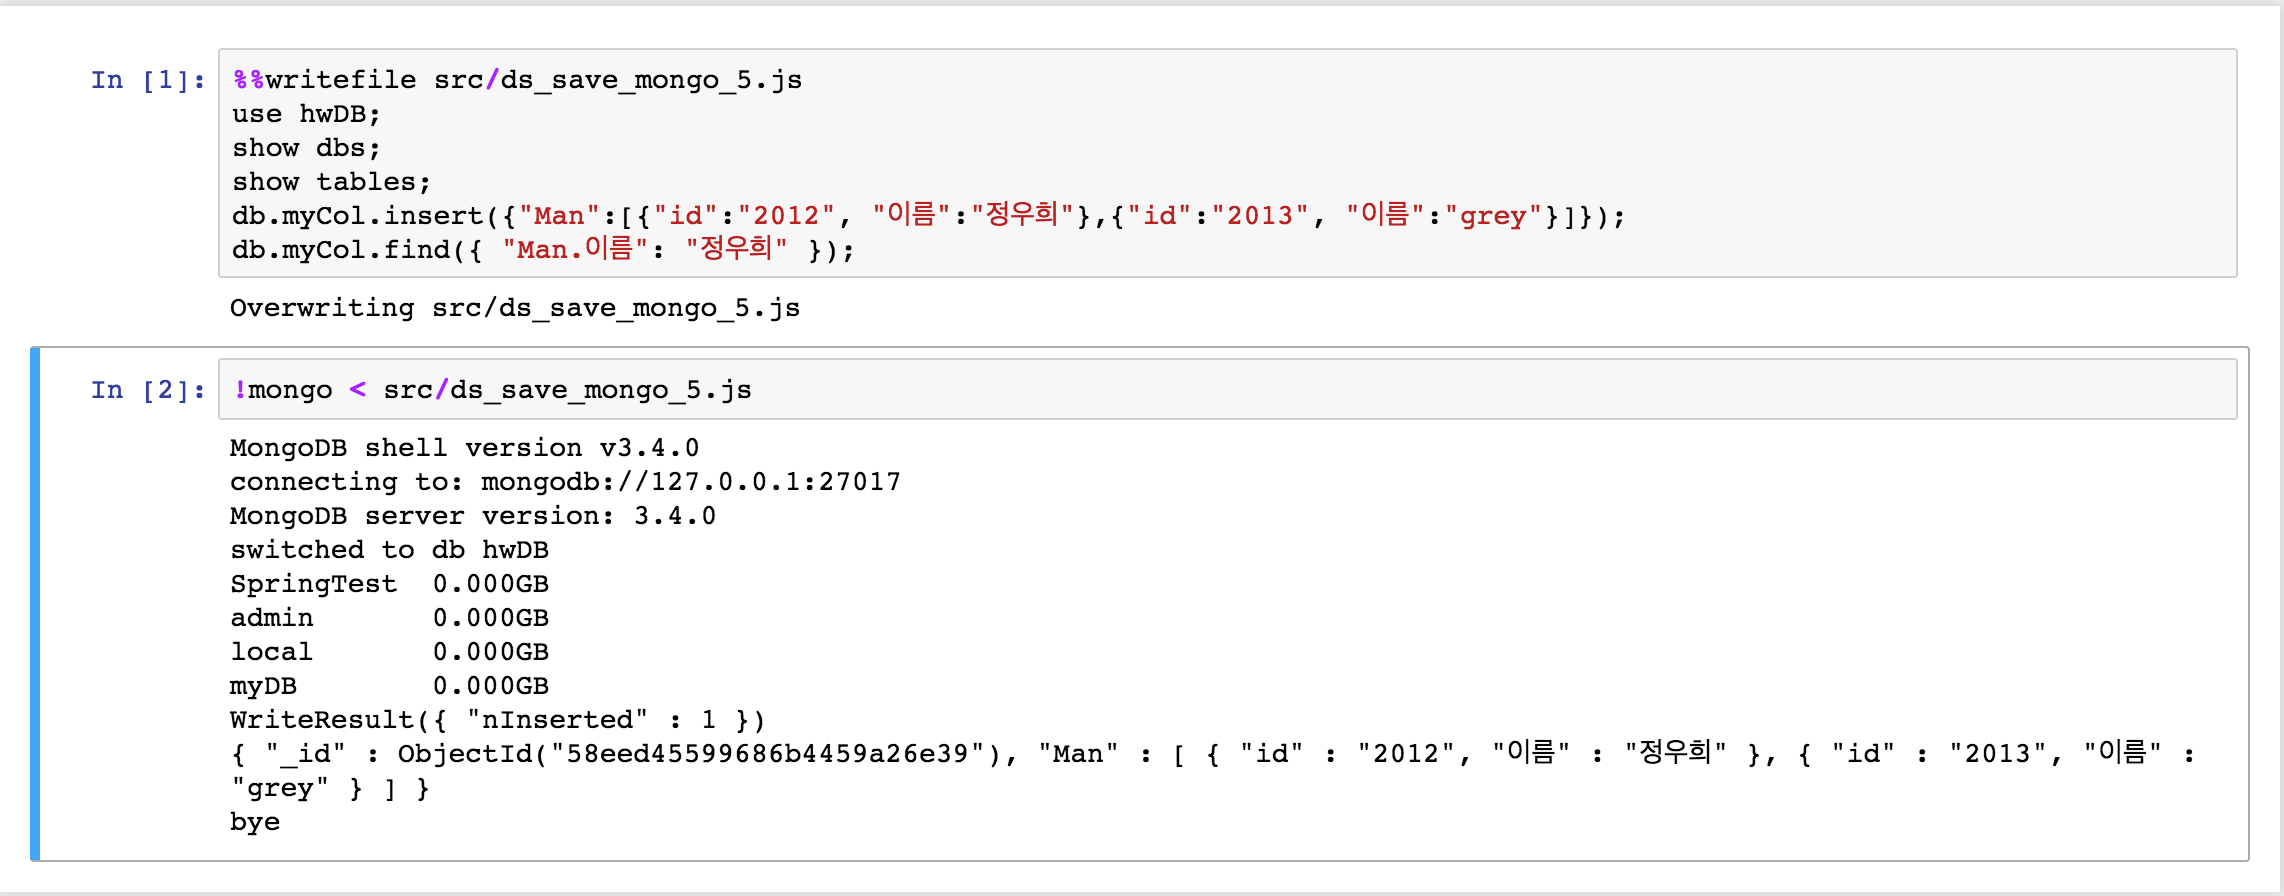 In [1]: %%writefile src/ds_save_mongo_5.js
use hwDB;
show dbs;
show tables;
db.myCol.insert({"Man":[{"id":"2012", "이름":"정우희"},{"id":"2013", "이름":"grey"}]});
db.myCol.find({ "Man.이름": "정우희" });
Overwriting src/ds_save_mongo_5.js
In [2]: !mongo < src/ds_save_mongo_5.js
MongoDB shell version v3.4.0
connecting to: mongodb://127.0.0.1:27017
MongoDB server version: 3.4.0
switched to db hwDB
SpringTest  0.000GB
admin       0.000GB
local       0.000GB
myDB        0.000GB
WriteResult({ "nInserted" : 1 })
{ "_id" : ObjectId("58eed45599686b4459a26e39"), "Man" : [ { "id" : "2012", "이름" : "정우희" }, { "id" : "2013", "이름" :
"grey" } ] }
bye